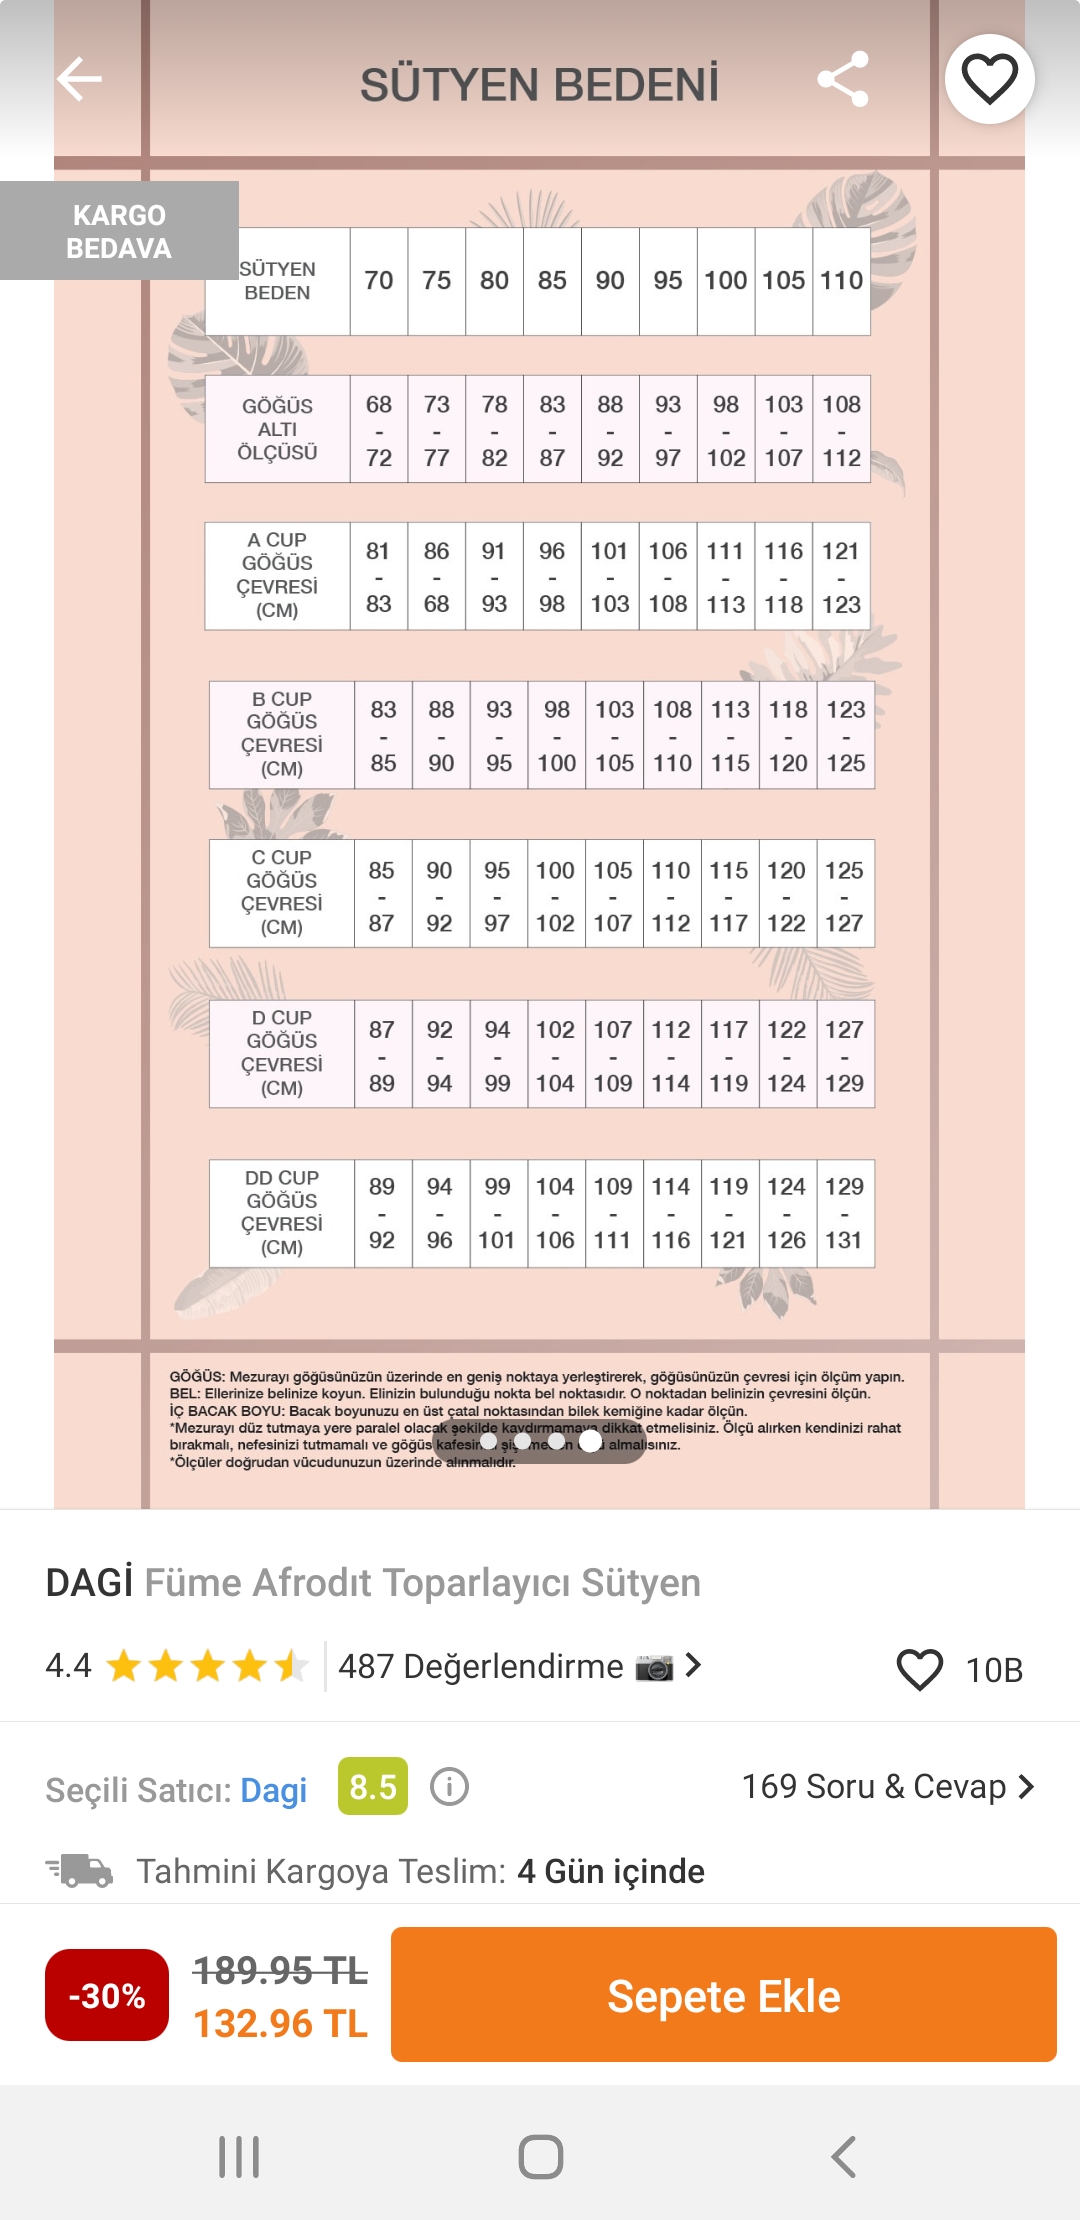 SÜTYEN BEDENİ
KARGO
BEDAVA
SÜTYEN
BEDEN
70 75 80 85 90 95 100 105 110
GÖĞÜS
ALTI
ÖLÇÜSÜ
68 73 78 83 88 93 98 103 108
- - - - - - - - -
72 77 82 87 92 97 102 107 112
A CUP
GÖĞÜS
ÇEVRESİ
(CM)
81 86 91 96 101 106 111 116 121
- - - - - - - - -
83 68 93 98 103 108 113 118 123
B CUP
GÖĞÜS
ÇEVRESİ
(CM)
83 88 93 98 103 108 113 118 123
- - - - - - - - -
85 90 95 100 105 110 115 120 125
C CUP
GÖĞÜS
ÇEVRESİ
(CM)
85 90 95 100 105 110 115 120 125
- - - - - - - - -
87 92 97 102 107 112 117 122 127
D CUP
GÖĞÜS
ÇEVRESİ
(CM)
87 92 94 102 107 112 117 122 127
- - - - - - - - -
89 94 99 104 109 114 119 124 129
DD CUP
GÖĞÜS
ÇEVRESİ
(CM)
89 94 99 104 109 114 119 124 129
- - - - - - - - -
92 96 101 106 111 116 121 126 131
GÖĞÜS: Mezurayı göğüsünüzün üzerinde en geniş noktaya yerleştirerek, göğüsünüzün çevresi için ölçüm yapın.
BEL: Ellerinize belinize koyun. Elinizin bulunduğu nokta bel noktasıdır. O noktadan belinizin çevresini ölçün.
İÇ BACAK BOYU: Bacak boyunuzu en üst çatal noktasından bilek kemiğine kadar ölçün.
*Mezurayı düz tutmaya yere paralel olacak şekilde kaydırmamaya dikkat etmelisiniz. Ölçü alırken kendinizi rahat
bırakmalı, nefesinizi tutmamalı ve göğüs almalısınız.
*Ölçüler doğrudan vücudunuzun üzerinde alınmalıdır.
DAGİ Füme Afrodıt Toparlayıcı Sütyen
4.4 487 Değerlendirme 10B
Seçili Satıcı: Dagi 8.5 169 Soru & Cevap
Tahmini Kargoya Teslim: 4 Gün içinde
-30%
189.95 TL
132.96 TL
Sepete Ekle